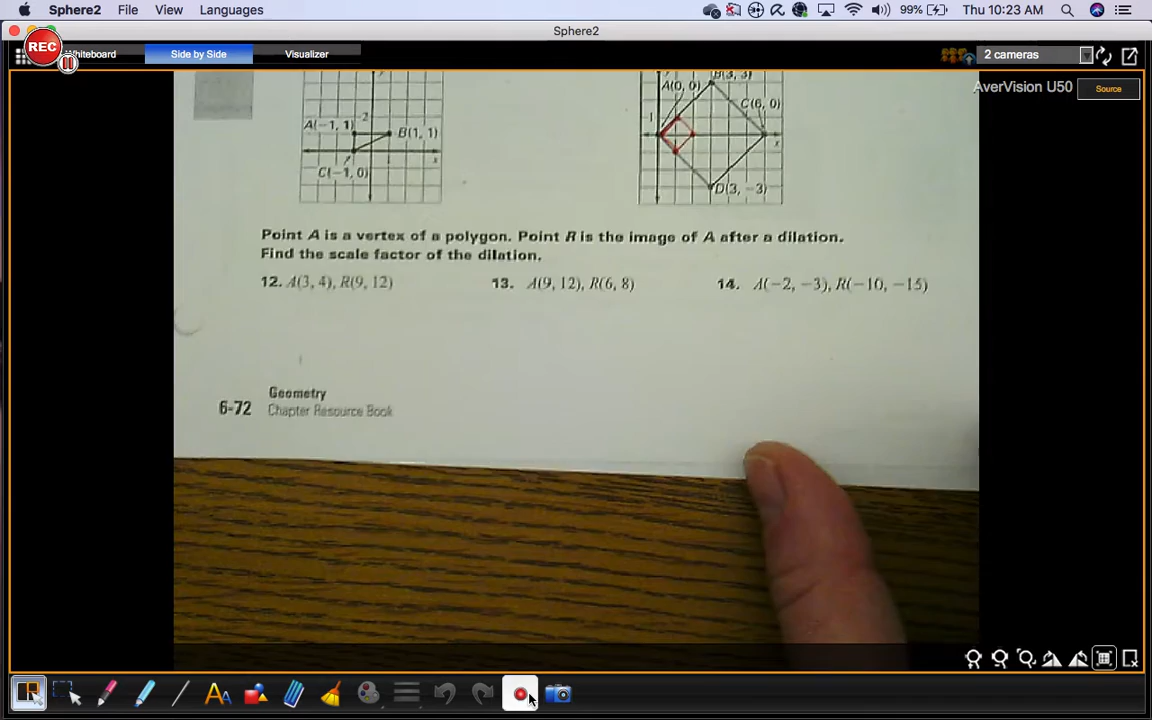 Sphere2 File View Languages 99% Thu 10:23 AM
Sphere2
REC Whiteboard Side by Side Visualizer 2 cameras
AverVision U50 Source
A(0, 0) B(3, 3)
A(−1, 1) 2 B(1, 1) 1 C(6, 0)
x x
C(−1, 0) D(3, −3)
Point A is a vertex of a polygon. Point R is the image of A after a dilation.
Find the scale factor of the dilation.
12. A(3, 4), R(9, 12) 13. A(9, 12), R(6, 8) 14. A(−2, −3), R(−10, −15)
Geometry
6-72 Chapter Resource Book